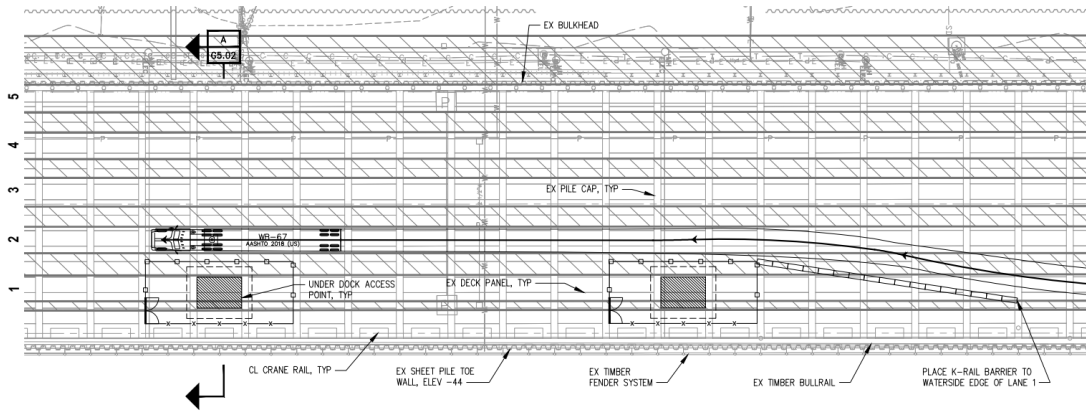 A
G5.02
EX BULKHEAD
5
4
3
2
1
P P P P P P P
EX PILE CAP, TYP
WB-67
AASHTO 2018 (US)
UNDER DOCK ACCESS
POINT, TYP
EX DECK PANEL, TYP
CL CRANE RAIL, TYP
EX SHEET PILE TOE
WALL, ELEV -44
EX TIMBER
FENDER SYSTEM
EX TIMBER BULLRAIL
PLACE K-RAIL BARRIER TO
WATERSIDE EDGE OF LANE 1